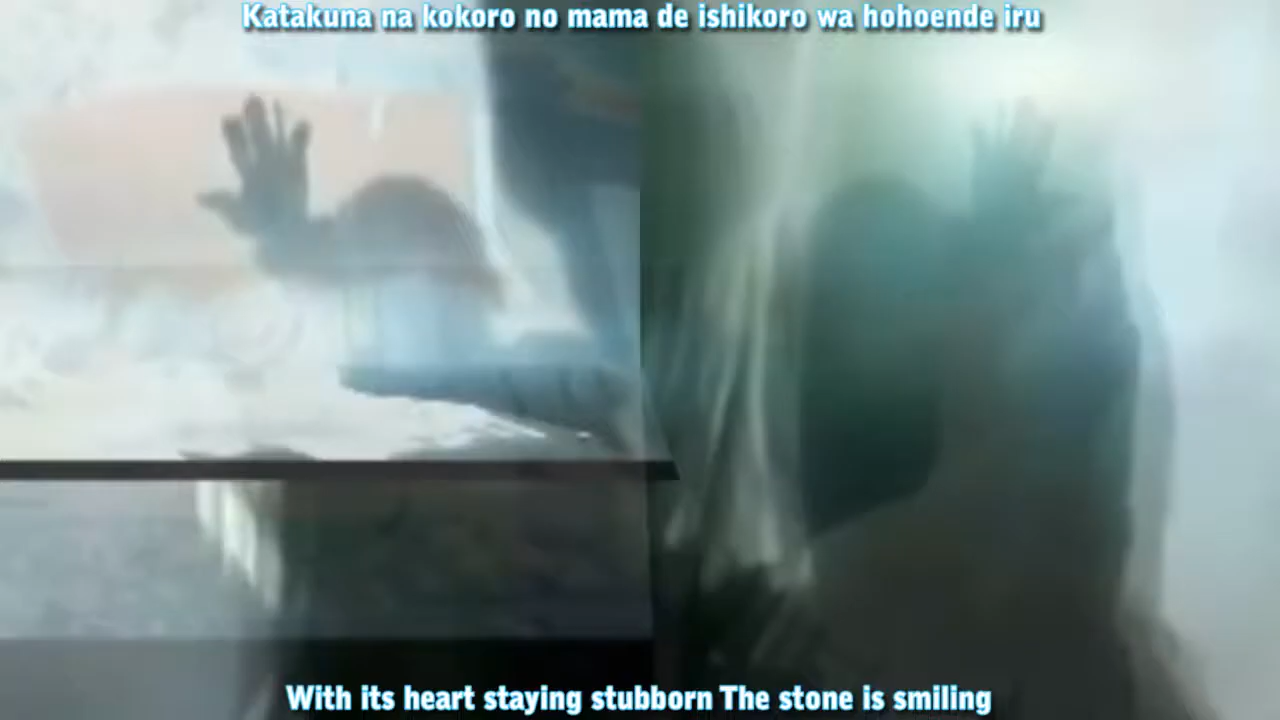 Katakuna na kokoro no mama de ishikoro wa hohoende iru
With its heart staying stubborn The stone is smiling